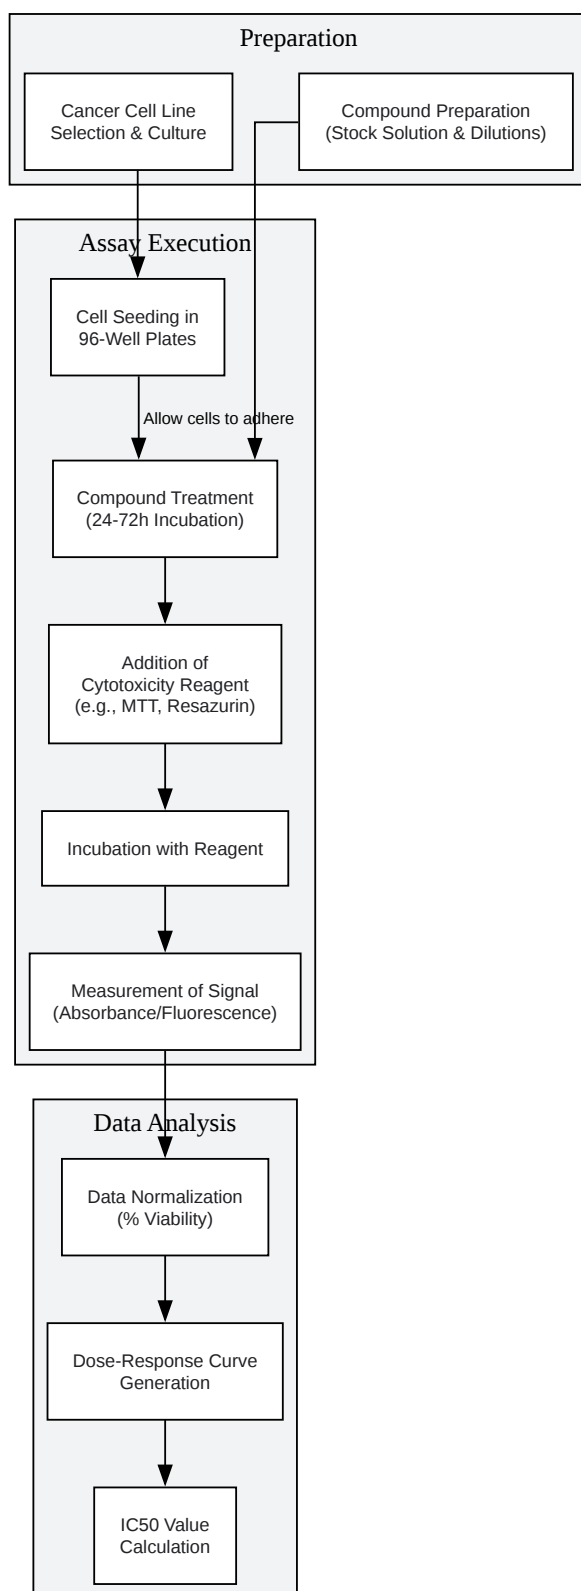 Preparation
Cancer Cell Line
Selection & Culture
Compound Preparation
(Stock Solution & Dilutions)
Assay Execution
Cell Seeding in
96-Well Plates
Allow cells to adhere
Compound Treatment
(24-72h Incubation)
Addition of
Cytotoxicity Reagent
(e.g., MTT, Resazurin)
Incubation with Reagent
Measurement of Signal
(Absorbance/Fluorescence)
Data Analysis
Data Normalization
(% Viability)
Dose-Response Curve
Generation
IC50 Value
Calculation